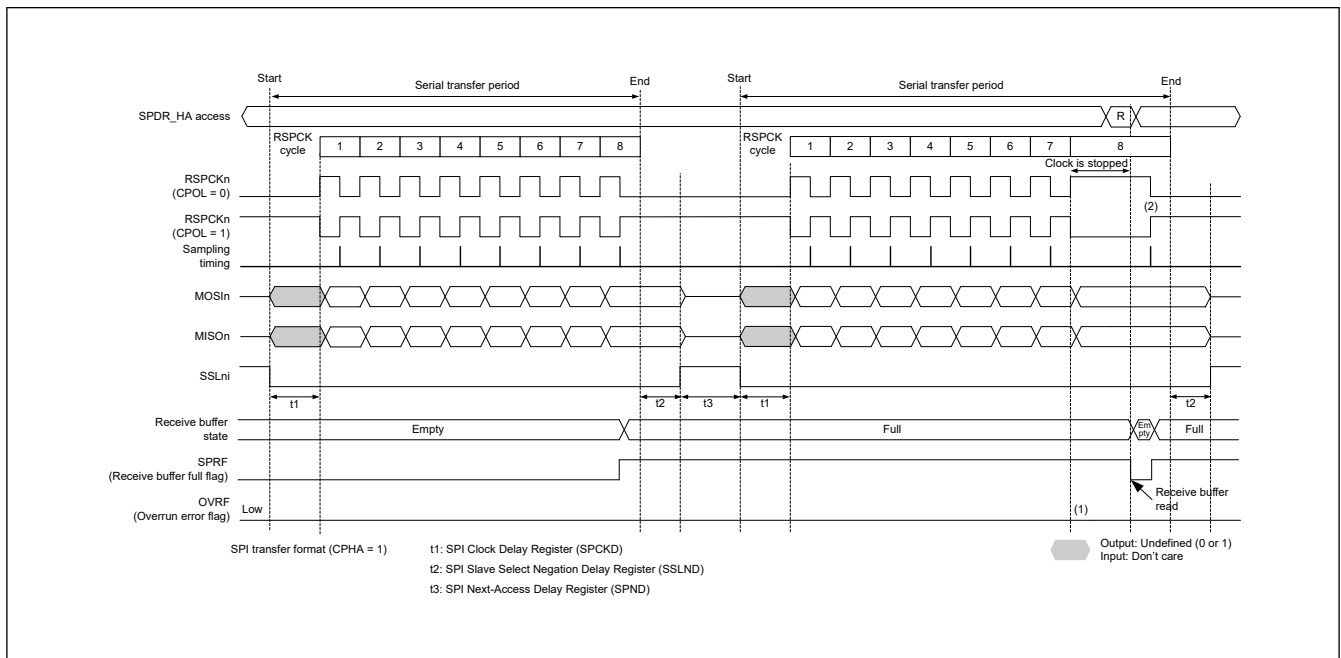 Start
Serial transfer period
End
Start
Serial transfer period
End
SPDR_HA access
R
RSPCK
cycle
1 2 3 4 5 6 7 8
RSPCK
cycle
1 2 3 4 5 6 7 8
Clock is stopped
RSPCKn
(CPOL = 0)
(2)
RSPCKn
(CPOL = 1)
Sampling
timing
MOSIn
MISOn
SSLni
t1
t2
t3
t1
t2
Receive buffer
state
Empty
Full
Em
pty
Full
SPRF
(Receive buffer full flag)
Receive buffer
read
OVRF
(Overrun error flag)
Low
(1)
SPI transfer format (CPHA = 1)
t1: SPI Clock Delay Register (SPCKD)
t2: SPI Slave Select Negation Delay Register (SSLND)
t3: SPI Next-Access Delay Register (SPND)
Output: Undefined (0 or 1)
Input: Don't care